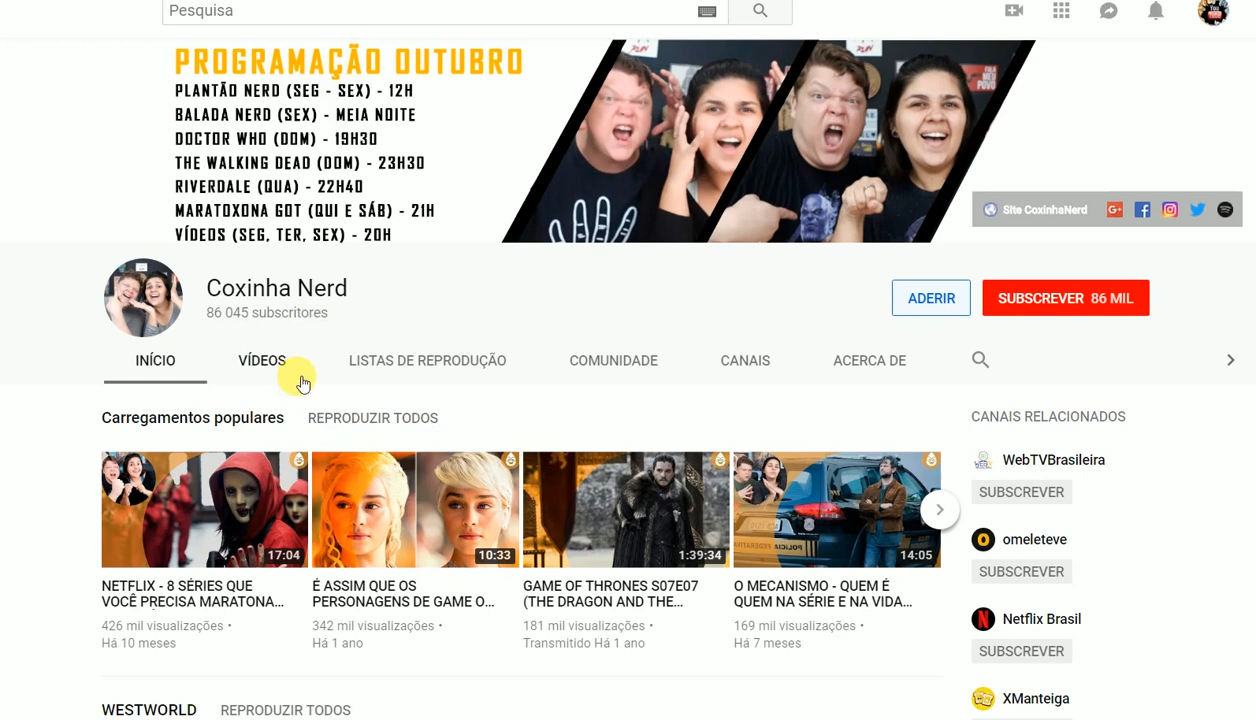 Pesquisa
PROGRAMAÇÃO OUTUBRO
PLANTÃO NERD (SEG - SEX) - 12H
BALADA NERD (SEX) - MEIA NOITE
DOCTOR WHO (DOM) - 19H30
THE WALKING DEAD (DOM) - 23H30
RIVERDALE (QUA) - 22H40
MARATOXONA GOT (QUI E SÁB) - 21H
VÍDEOS (SEG, TER, SEX) - 20H
Site CoxinhaNerd
Coxinha Nerd
86 045 subscritores
ADERIR
SUBSCREVER 86 MIL
INÍCIO VÍDEOS LISTAS DE REPRODUÇÃO COMUNIDADE CANAIS ACERCA DE
Carregamentos populares REPRODUZIR TODOS
17:04
NETFLIX - 8 SÉRIES QUE
VOCÊ PRECISA MARATONA...
426 mil visualizações •
Há 10 meses
10:33
É ASSIM QUE OS
PERSONAGENS DE GAME O...
342 mil visualizações •
Há 1 ano
1:39:34
GAME OF THRONES S07E07
(THE DRAGON AND THE...
181 mil visualizações •
Transmitido Há 1 ano
14:05
O MECANISMO - QUEM É
QUEM NA SÉRIE E NA VIDA...
169 mil visualizações •
Há 7 meses
WESTWORLD REPRODUZIR TODOS
CANAIS RELACIONADOS
WebTVBrasileira
SUBSCREVER
omeleteve
SUBSCREVER
Netflix Brasil
SUBSCREVER
XManteiga